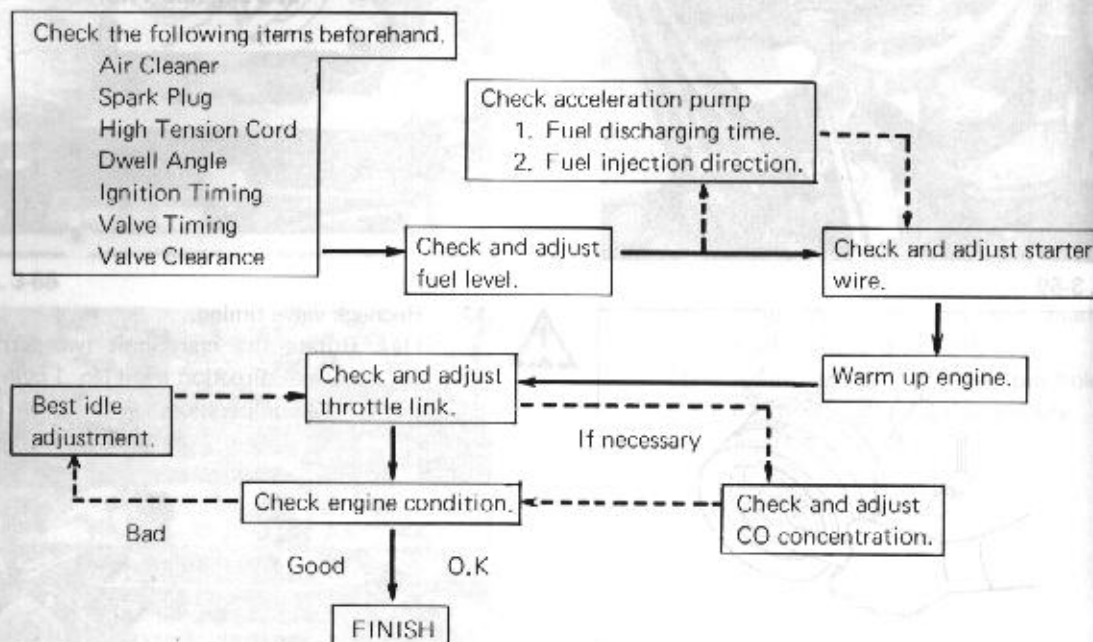 Check the following items beforehand.
Air Cleaner
Spark Plug
High Tension Cord
Dwell Angle
Ignition Timing
Valve Timing
Valve Clearance
Check acceleration pump
1. Fuel discharging time.
2. Fuel injection direction.
Check and adjust
fuel level.
Check and adjust starter
wire.
Warm up engine.
Check and adjust
throttle link.
If necessary
Best idle
adjustment.
Check engine condition.
Check and adjust
CO concentration.
Bad
Good O.K
FINISH